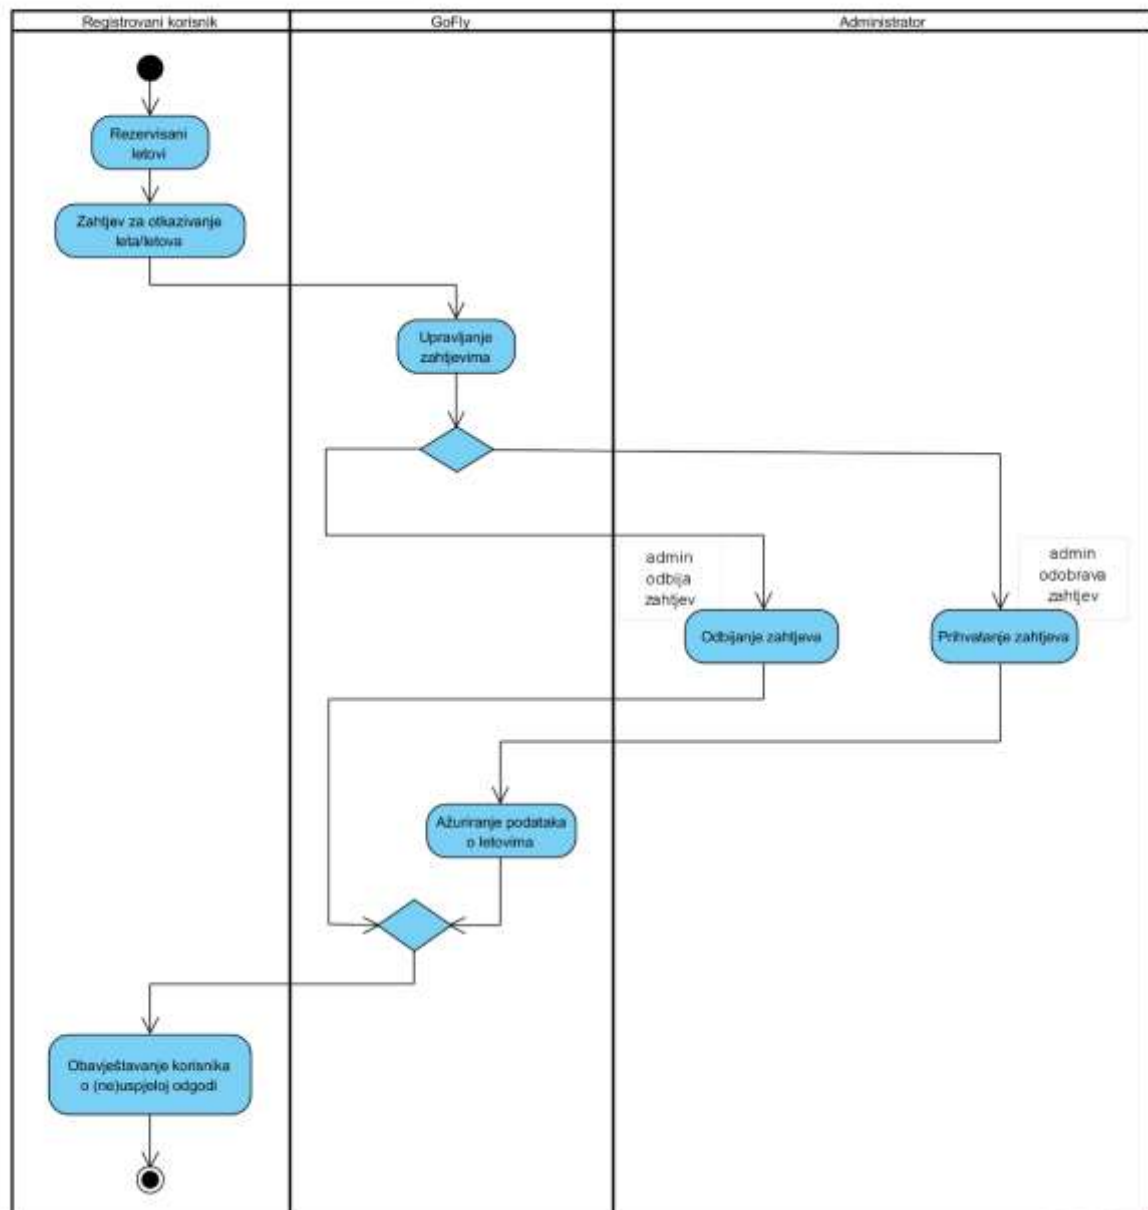 Registrovani korisnik
GoFly
Administrator
Rezervisani
letovi
Zahtjev za otkazivanje
leta/letova
Upravljanje
zahtjevima
admin
odbija
zahtjev
admin
odobrava
zahtjev
Odbijanje zahtjeva
Prihvatanje zahtjeva
Ažuriranje podataka
o letovima
Obavještavanje korisnika
o (ne)uspjeloj odgodi